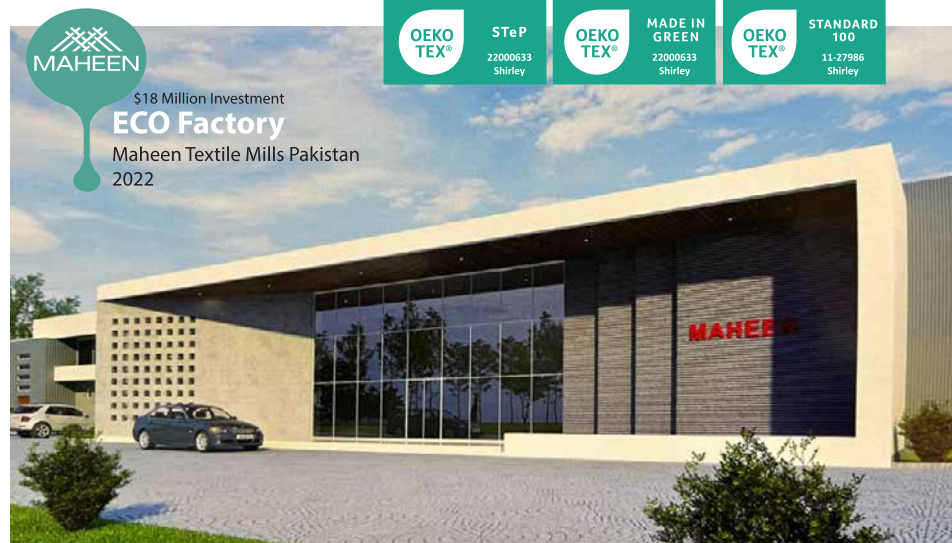 MAHEEN
$18 Million Investment
ECO Factory
Maheen Textile Mills Pakistan
2022
OEKO
TEX®
STeP
22000633
Shirley
OEKO
TEX®
MADE IN
GREEN
22000633
Shirley
OEKO
TEX®
STANDARD
100
11-27986
Shirley
MAHEEN